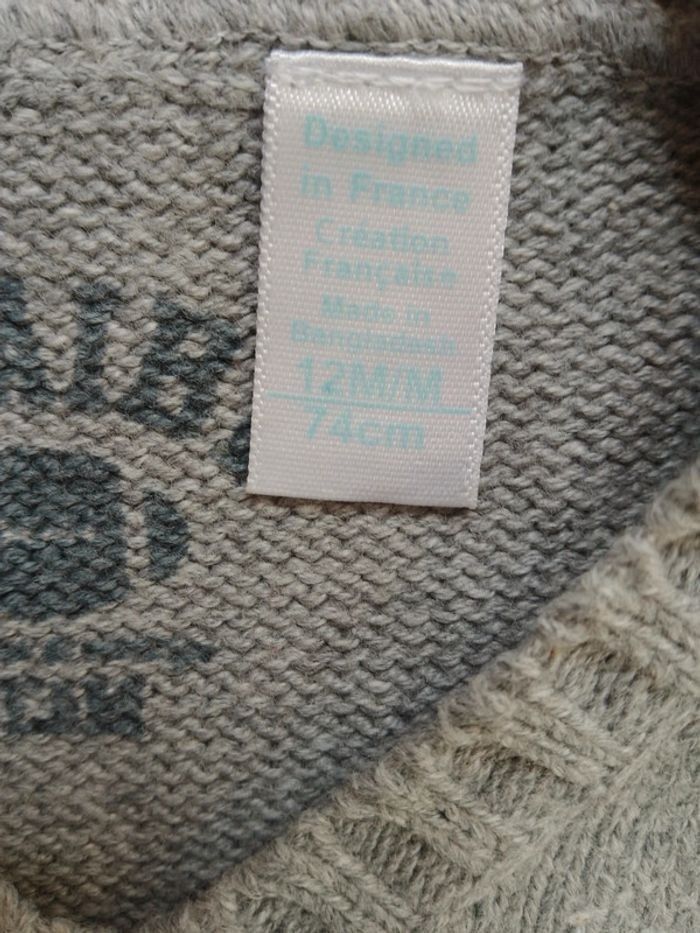 Designed
in France
Création
Française
Made in
Bangladesh
12M/M
74cm